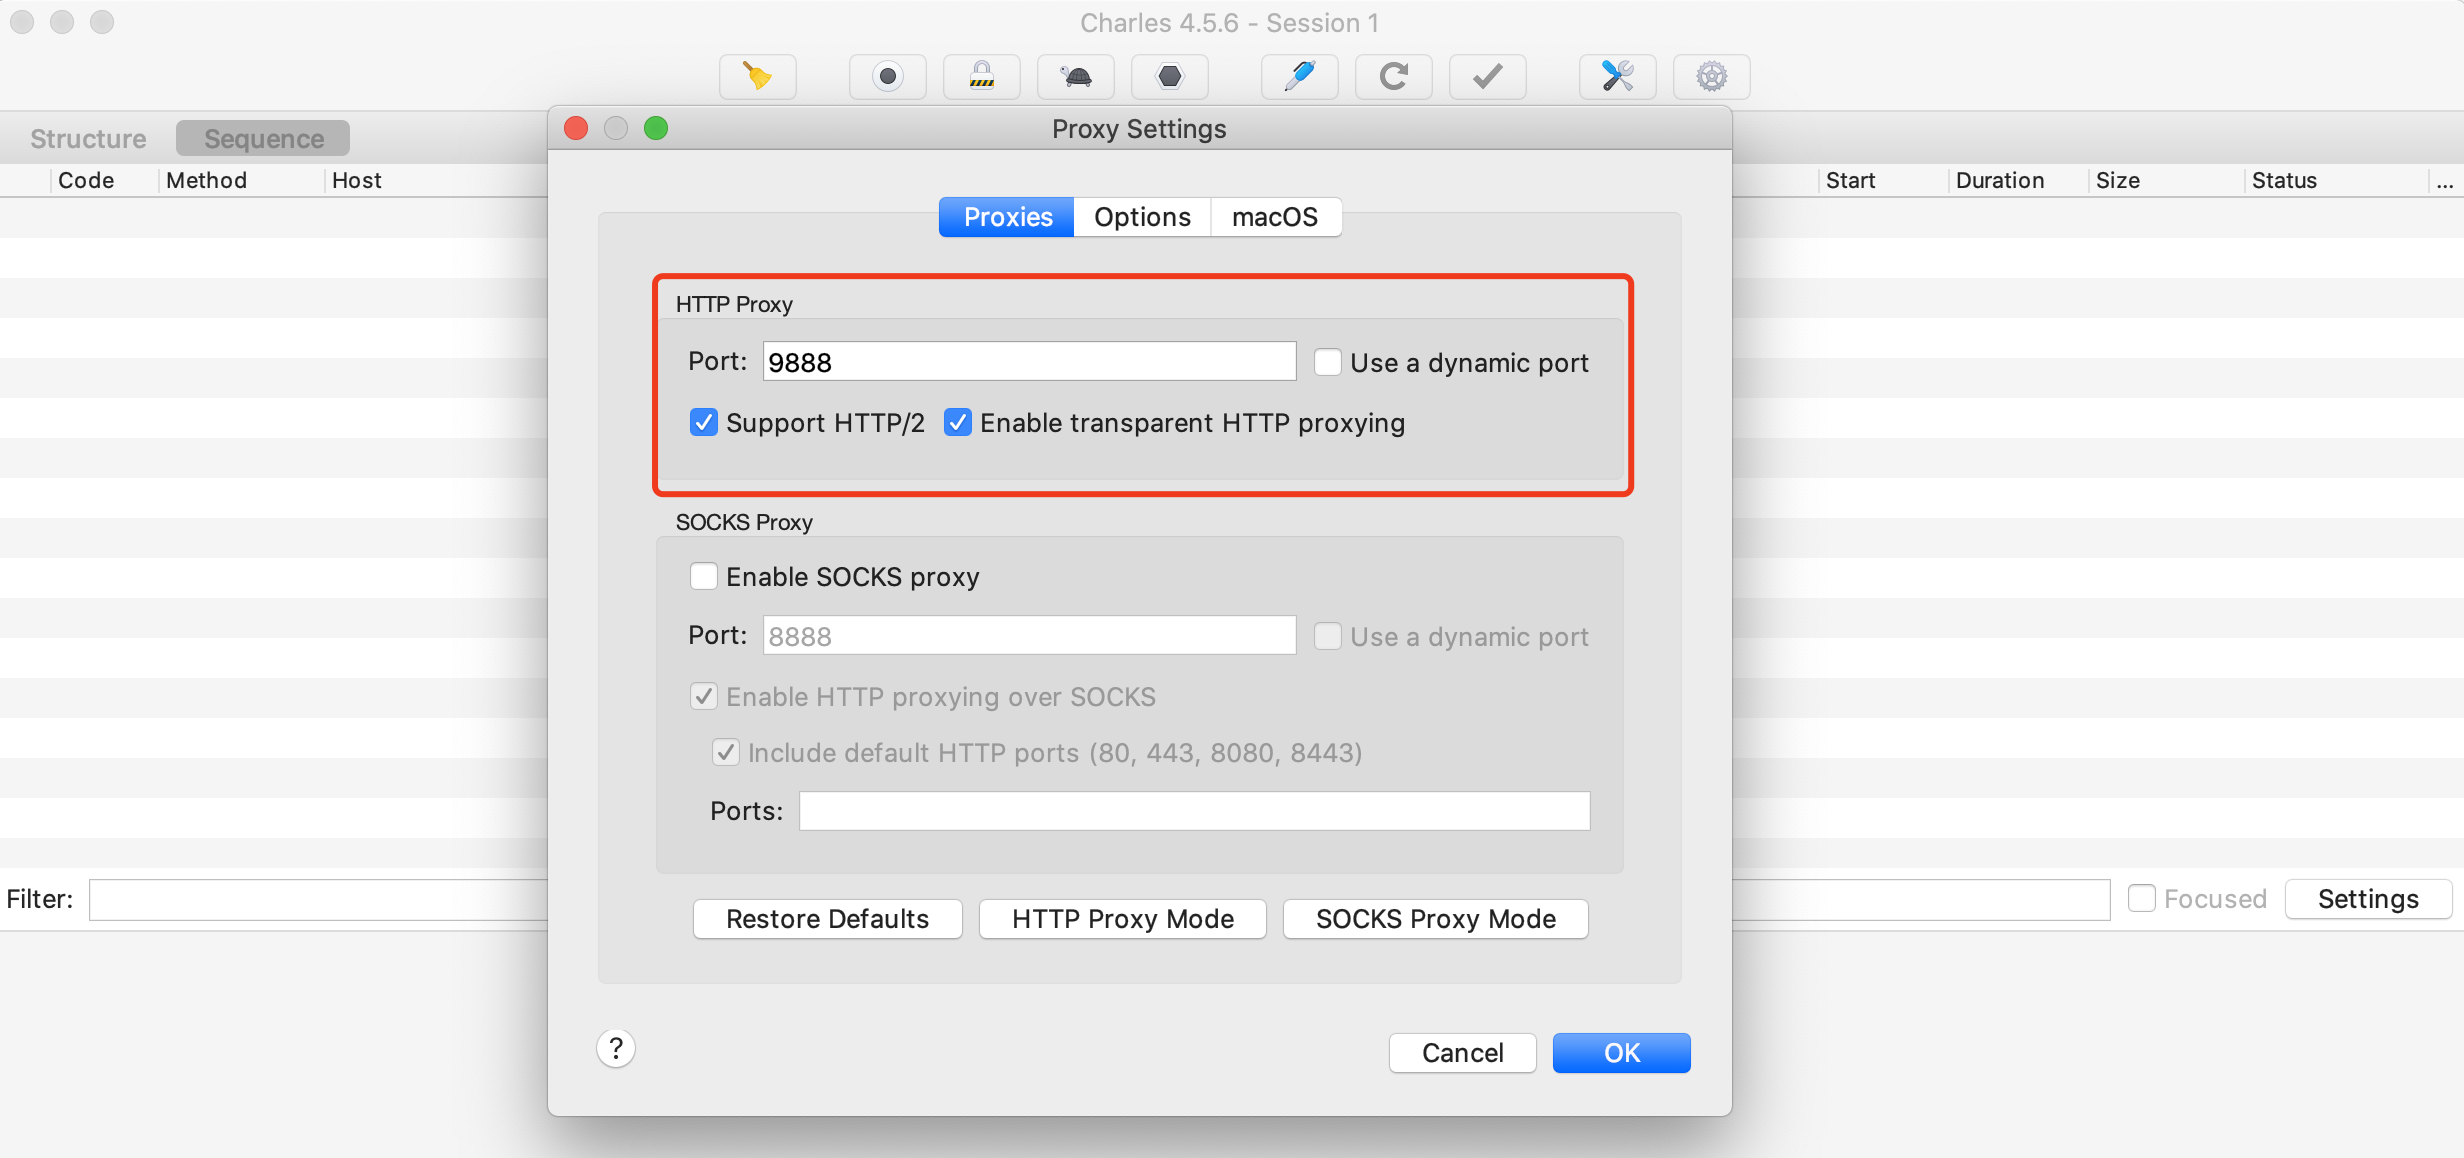 Charles 4.5.6 - Session 1
Structure Sequence
Code Method Host Start Duration Size Status ...
Proxy Settings
Proxies Options macOS
HTTP Proxy
Port: 9888 Use a dynamic port
Support HTTP/2 Enable transparent HTTP proxying
SOCKS Proxy
Enable SOCKS proxy
Port: 8888 Use a dynamic port
Enable HTTP proxying over SOCKS
Include default HTTP ports (80, 443, 8080, 8443)
Ports:
Filter: Focused Settings
Restore Defaults HTTP Proxy Mode SOCKS Proxy Mode
? Cancel OK